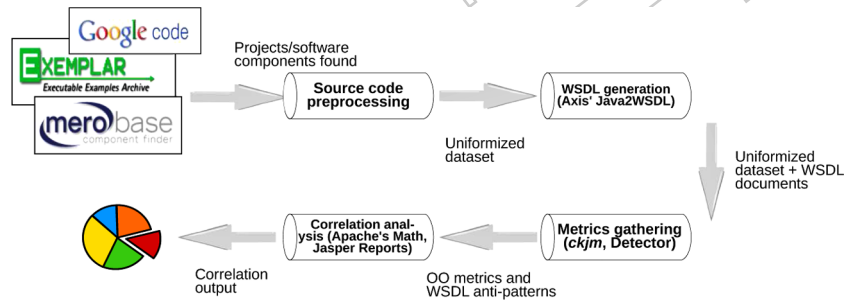 Google code
EXEMPLAR
Executable Examples Archive
merobase
component finder
Projects/software
components found
Source code
preprocessing
Uniformized
dataset
WSDL generation
(Axis' Java2WSDL)
Uniformized
dataset + WSDL
documents
Metrics gathering
(ckjm, Detector)
OO metrics and
WSDL anti-patterns
Correlation anal-
ysis (Apache's Math,
Jasper Reports)
Correlation
output